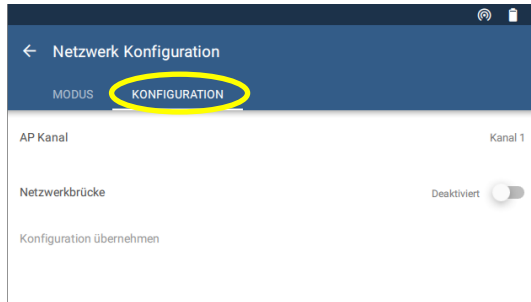 Netzwerk Konfiguration
MODUS KONFIGURATION
AP Kanal Kanal 1
Netzwerkbrücke Deaktiviert
Konfiguration übernehmen